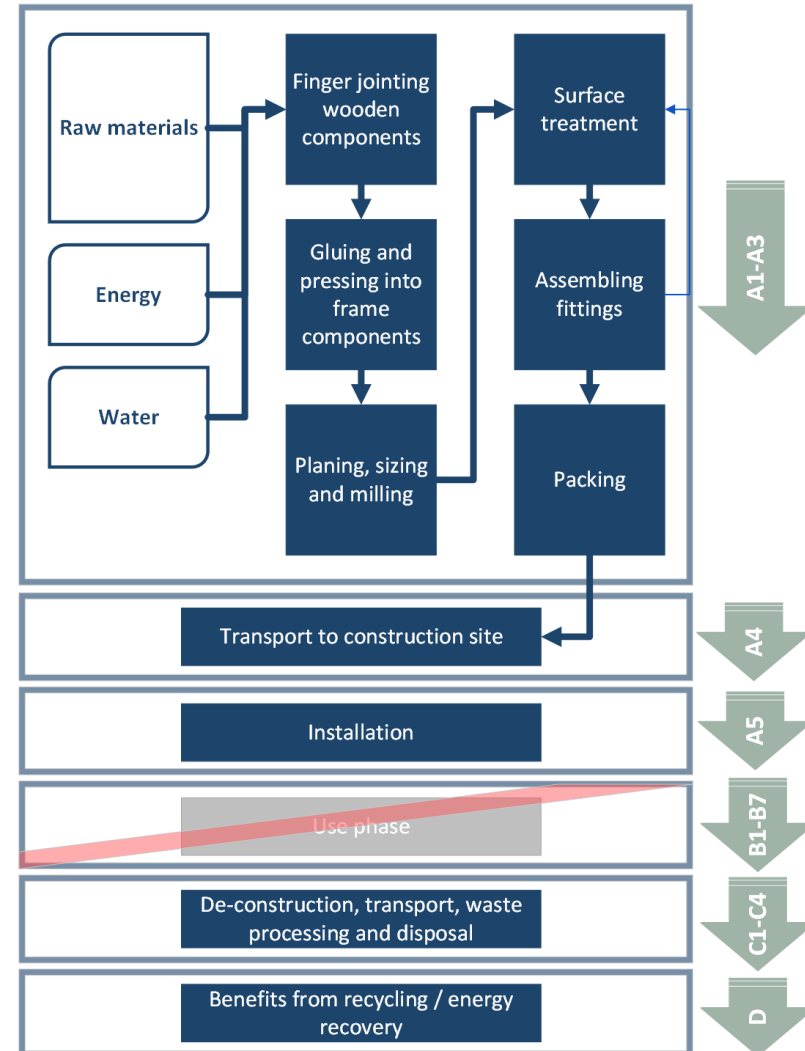 Raw materials
Energy
Water
Finger jointing
wooden
components
Gluing and
pressing into
frame
components
Planing, sizing
and milling
Surface
treatment
Assembling
fittings
Packing
A1-A3
Transport to construction site
A4
Installation
A5
Use phase
B1-B7
De-construction, transport, waste
processing and disposal
C1-C4
Benefits from recycling / energy
recovery
D